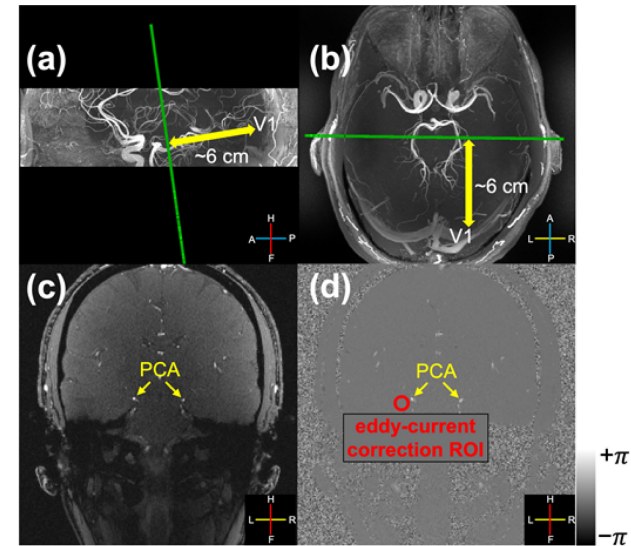 (a)
V1
~6 cm
H
A
P
F
(b)
~6 cm
V1
A
L
R
P
(c)
PCA
H
L
R
F
(d)
PCA
eddy-current
correction ROI
H
L
R
F
+π
−π